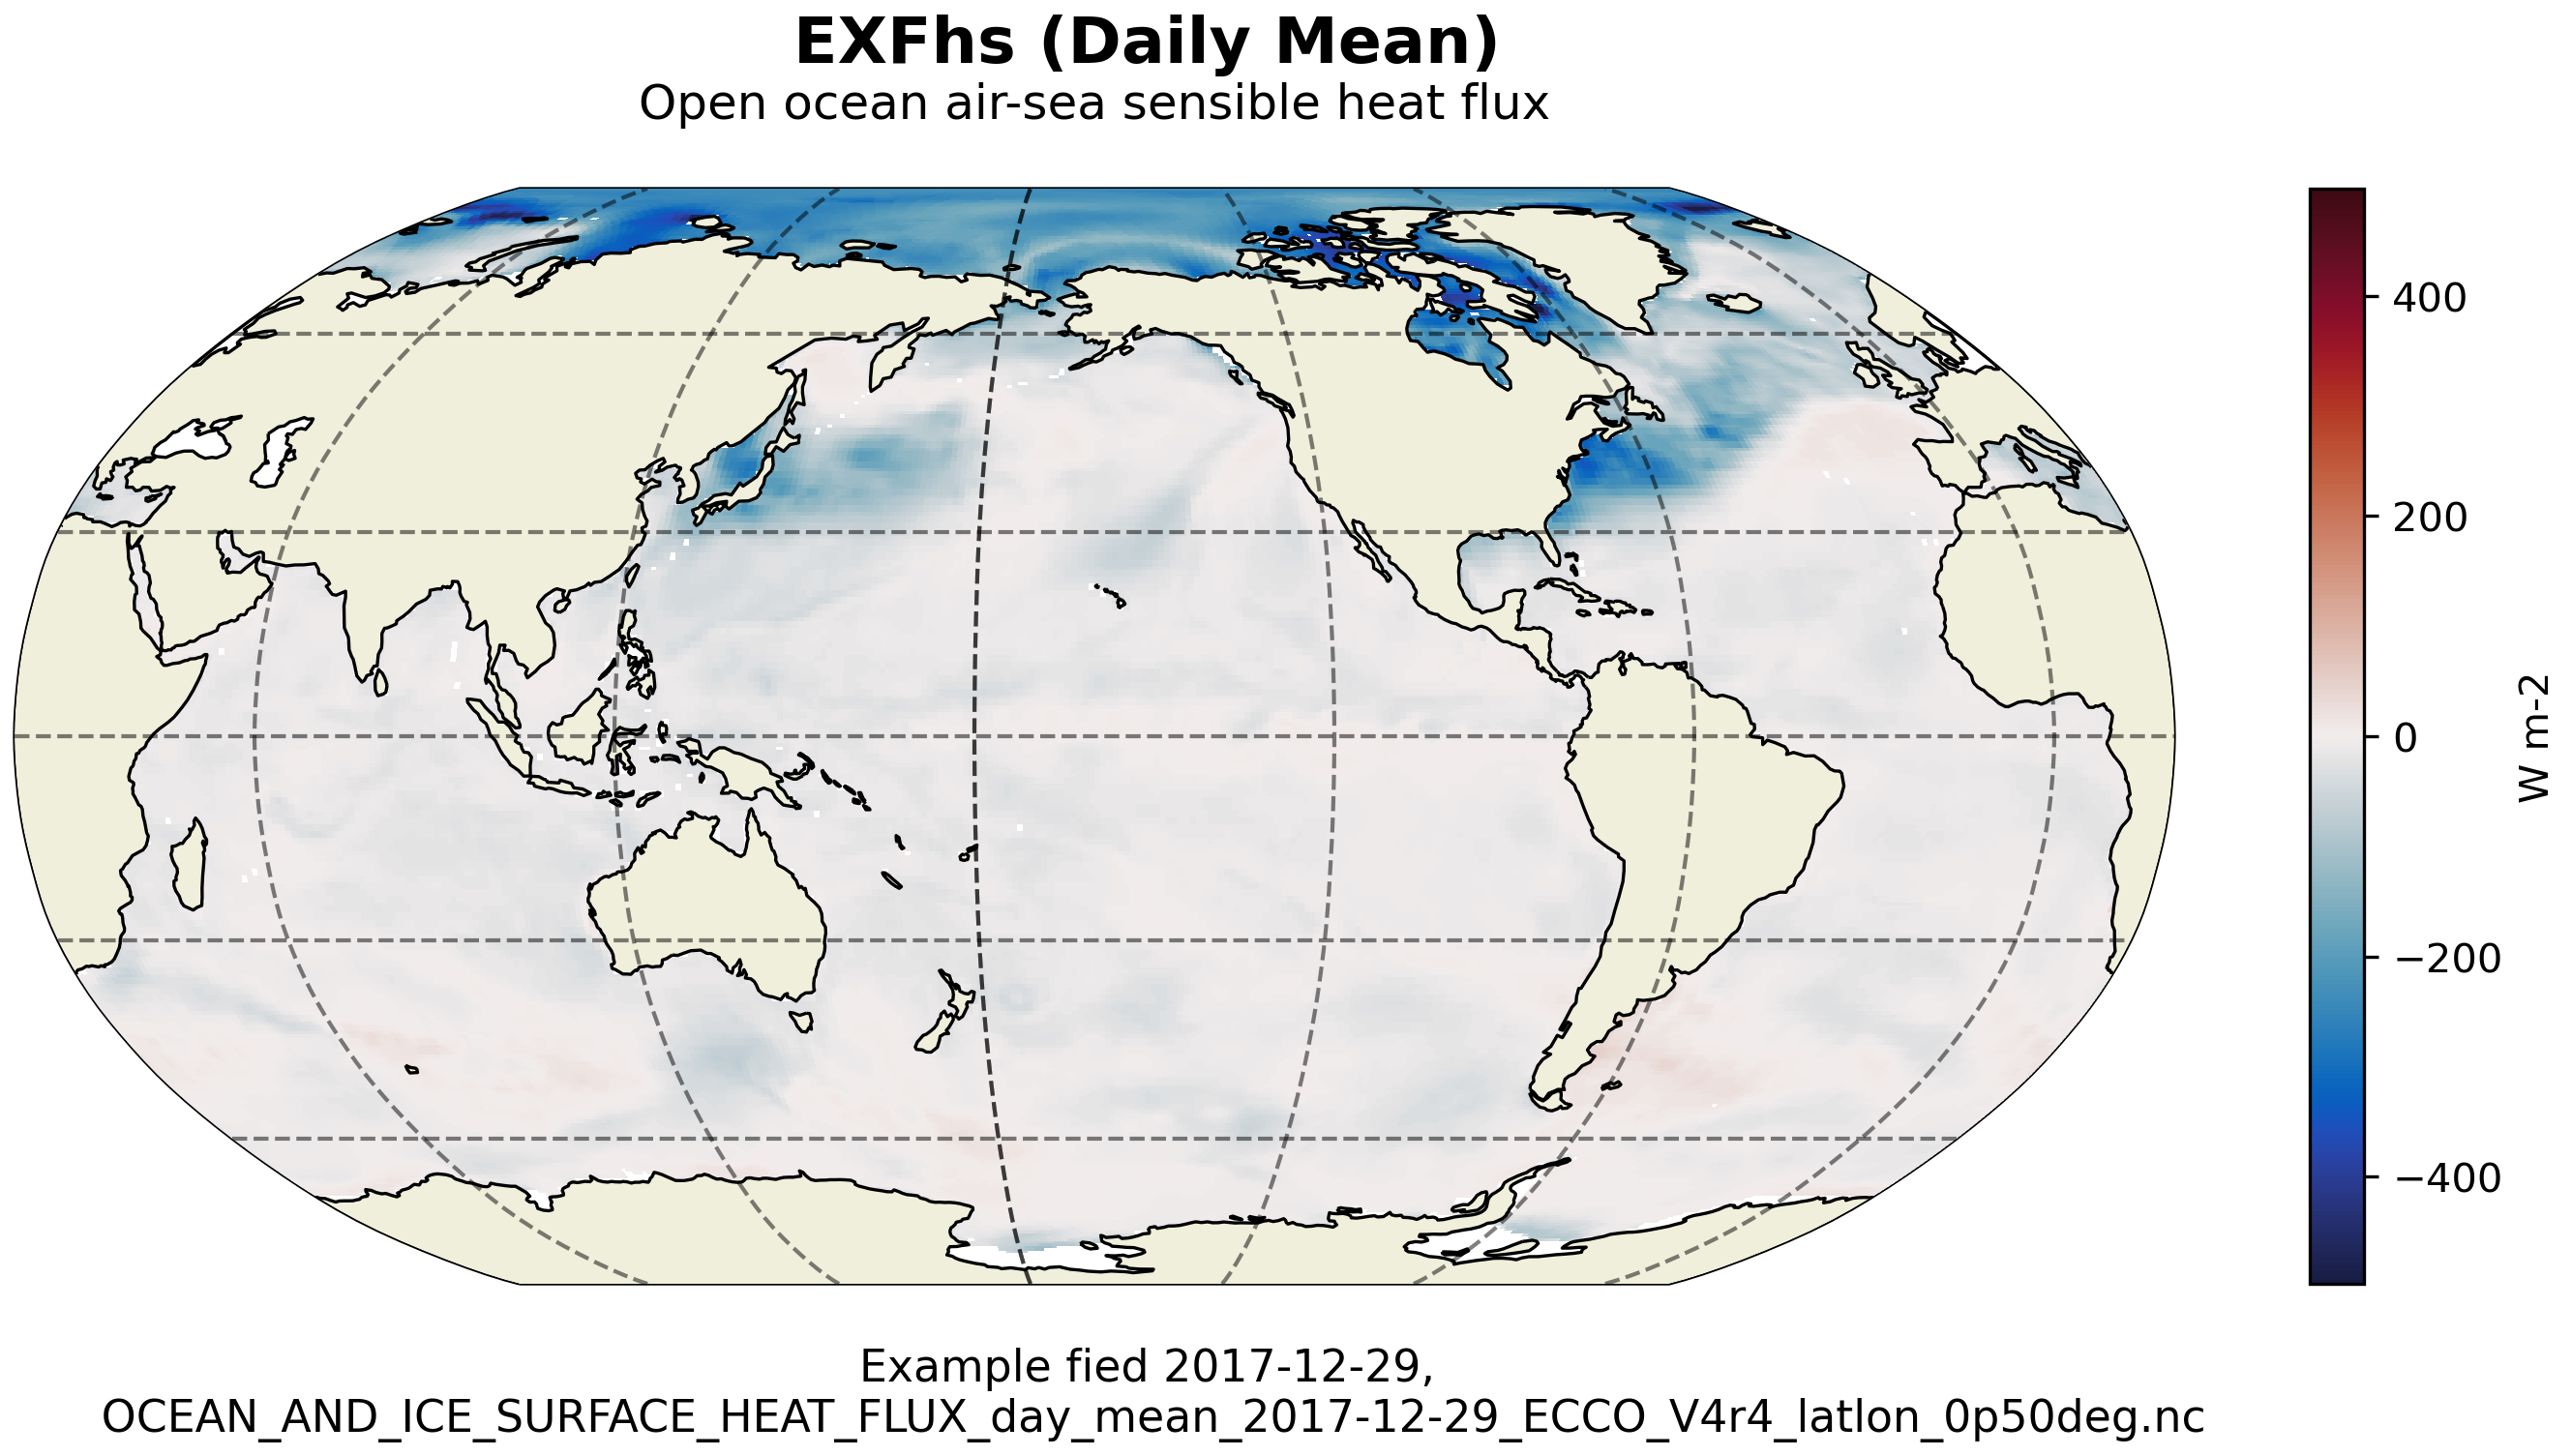 EXFhs (Daily Mean)
Open ocean air-sea sensible heat flux
400
200
0
−200
−400
W m-2
Example fied 2017-12-29,
OCEAN_AND_ICE_SURFACE_HEAT_FLUX_day_mean_2017-12-29_ECCO_V4r4_latlon_0p50deg.nc